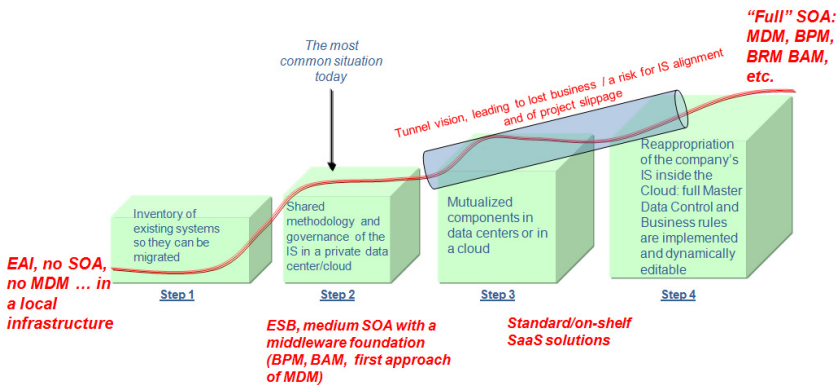 “Full” SOA:
MDM, BPM,
BRM BAM,
etc.
The most
common situation
today
Tunnel vision, leading to lost business / a risk for IS alignment
and of project slippage
Inventory of
existing systems
so they can be
migrated
Shared
methodology and
governance of the
IS in a private data
center/cloud
Mutualized
components in
data centers or in
a cloud
Reappropriation
of the company’s
IS inside the
Cloud: full Master
Data Control and
Business rules
are implemented
and dynamically
editable
EAI, no SOA,
no MDM ... in
a local
infrastructure
Step 1
Step 2
Step 3
Step 4
ESB, medium SOA with a
middleware foundation
(BPM, BAM, first approach
of MDM)
Standard/on-shelf
SaaS solutions